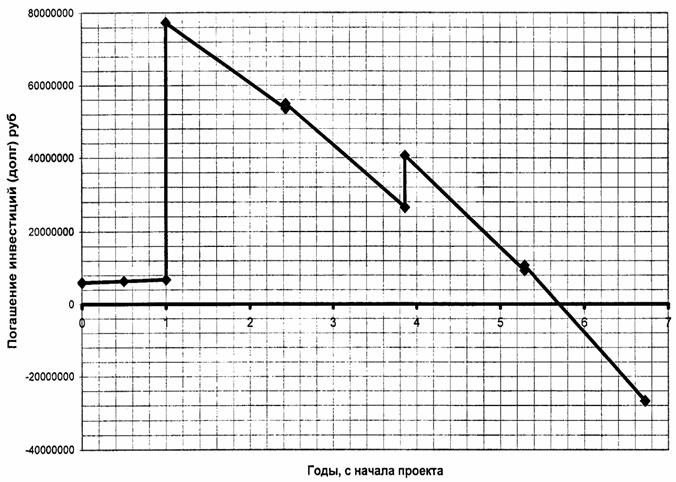 Погашение инвестиций (долг) руб
80000000
60000000
40000000
20000000
0
-20000000
-40000000
0 1 2 3 4 5 6 7
Годы, с начала проекта